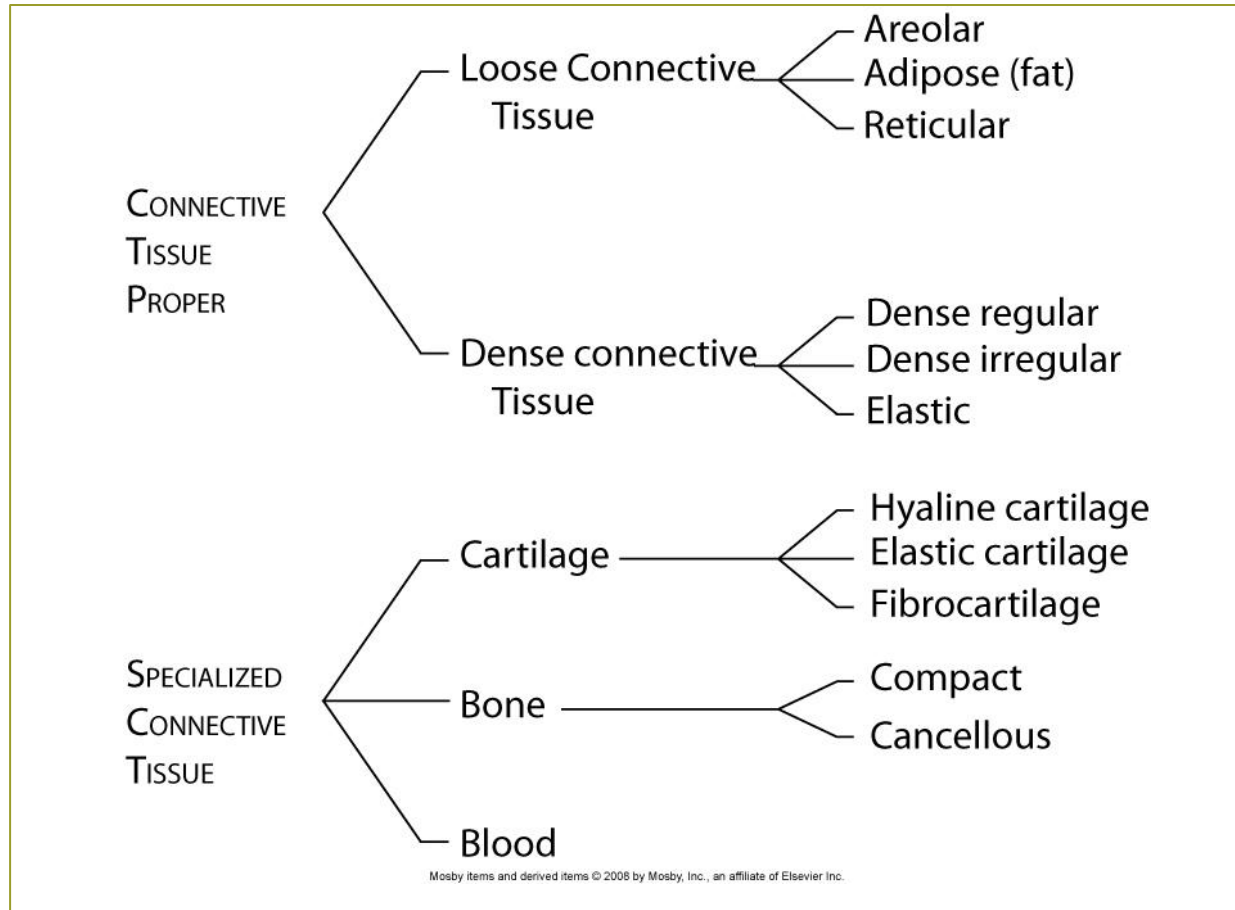 Areolar
Loose Connective
Tissue
Adipose (fat)
Reticular
CONNECTIVE
TISSUE
PROPER
Dense connective
Tissue
Dense regular
Dense irregular
Elastic
Cartilage
Hyaline cartilage
Elastic cartilage
Fibrocartilage
SPECIALIZED
CONNECTIVE
TISSUE
Bone
Compact
Cancellous
Blood
Mosby items and derived items © 2008 by Mosby, Inc., an affiliate of Elsevier Inc.